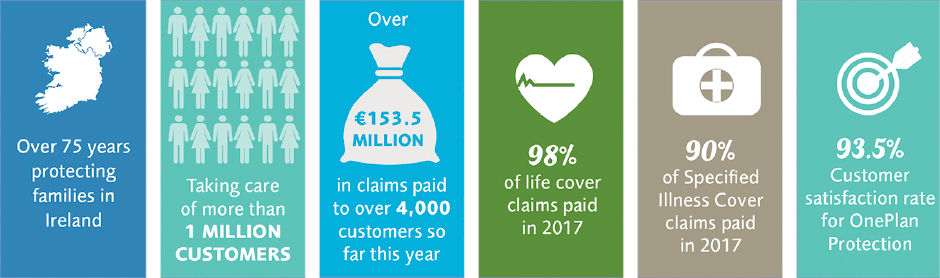 Over 75 years
protecting
families in
Ireland
Taking care
of more than
1 MILLION
CUSTOMERS
Over
€153.5
MILLION
in claims paid
to over 4,000
customers so
far this year
98%
of life cover
claims paid
in 2017
90%
of Specified
Illness Cover
claims paid
in 2017
93.5%
Customer
satisfaction rate
for OnePlan
Protection